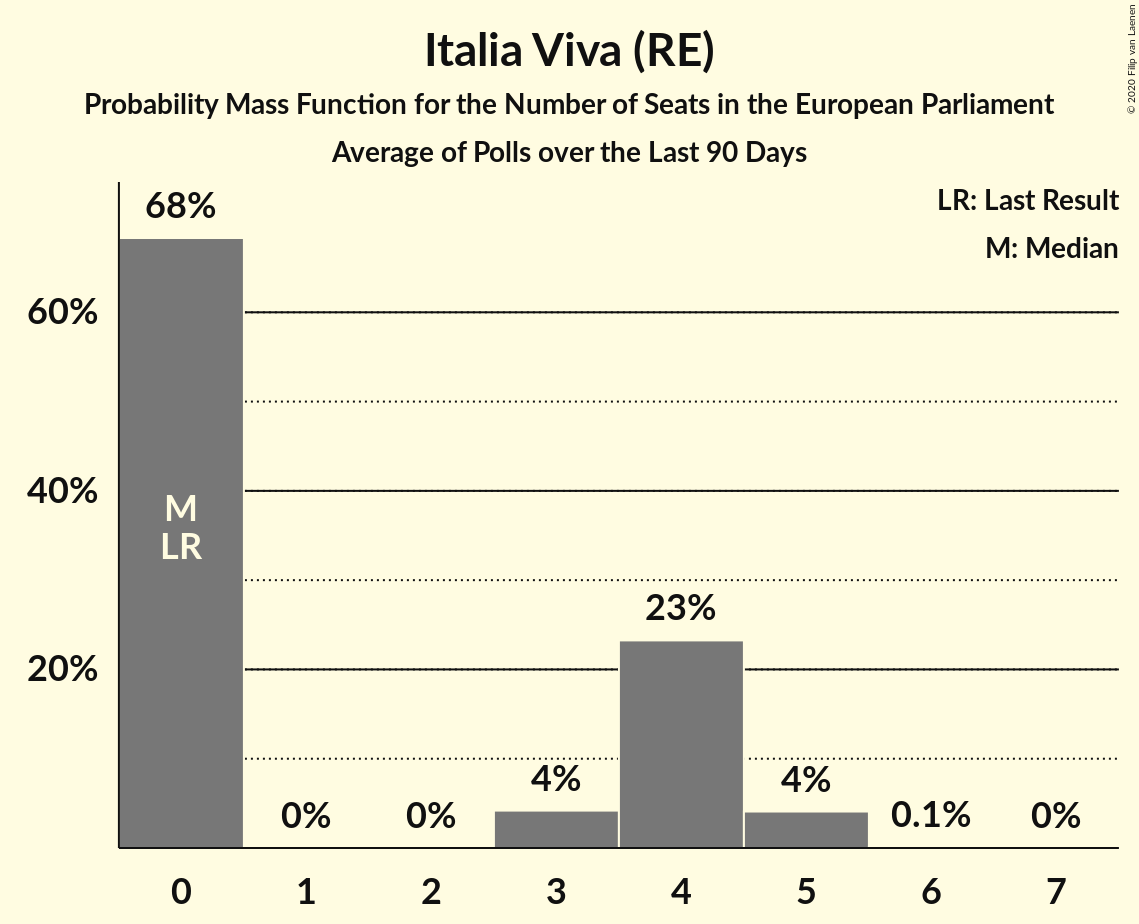 Italia Viva (RE)
Probability Mass Function for the Number of Seats in the European Parliament
Average of Polls over the Last 90 Days
© 2020 Filip van Laenen
LR: Last Result
M: Median
68%
60%
40%
20%
M
LR
0%
0%
4%
23%
4%
0.1%
0%
0 1 2 3 4 5 6 7